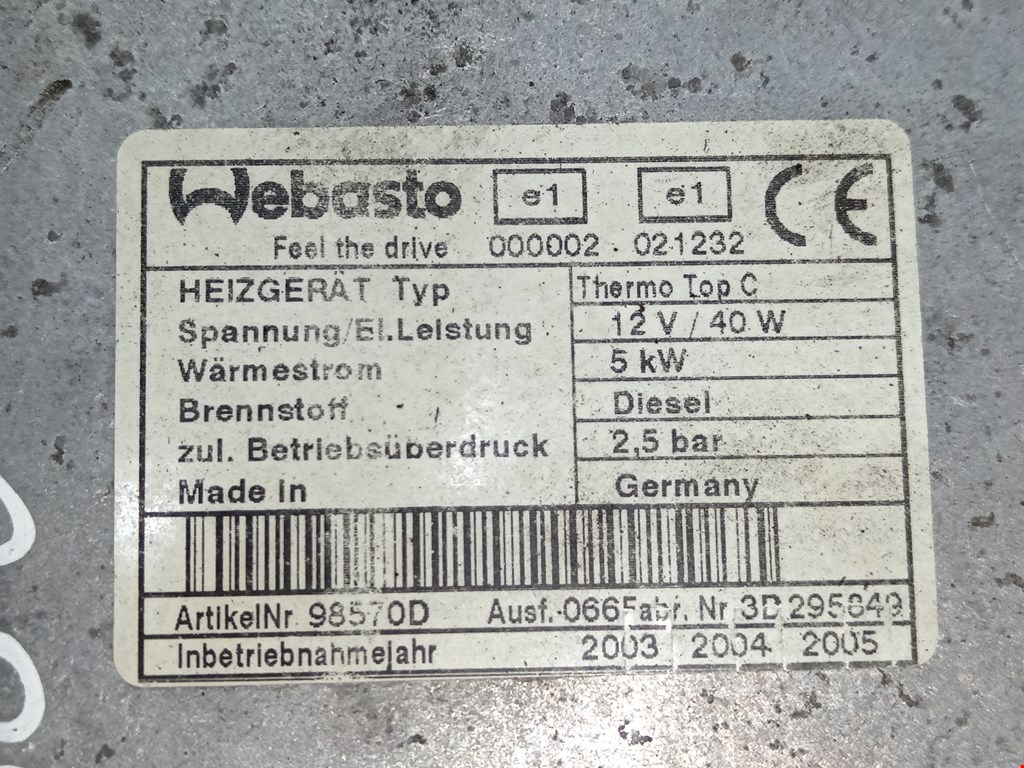 Webasto e1 e1 CE
Feel the drive 000002 021232
HEIZGERÄT Typ Thermo Top C
Spannung/El.Leistung 12 V / 40 W
Wärmestrom 5 kW
Brennstoff Diesel
zul. Betriebsüberdruck 2,5 bar
Made in Germany
ArtikelNr. 98570D Ausf.-066 Fabr. Nr. 3D 295849
Inbetriebnahmejahr 2003 2004 2005